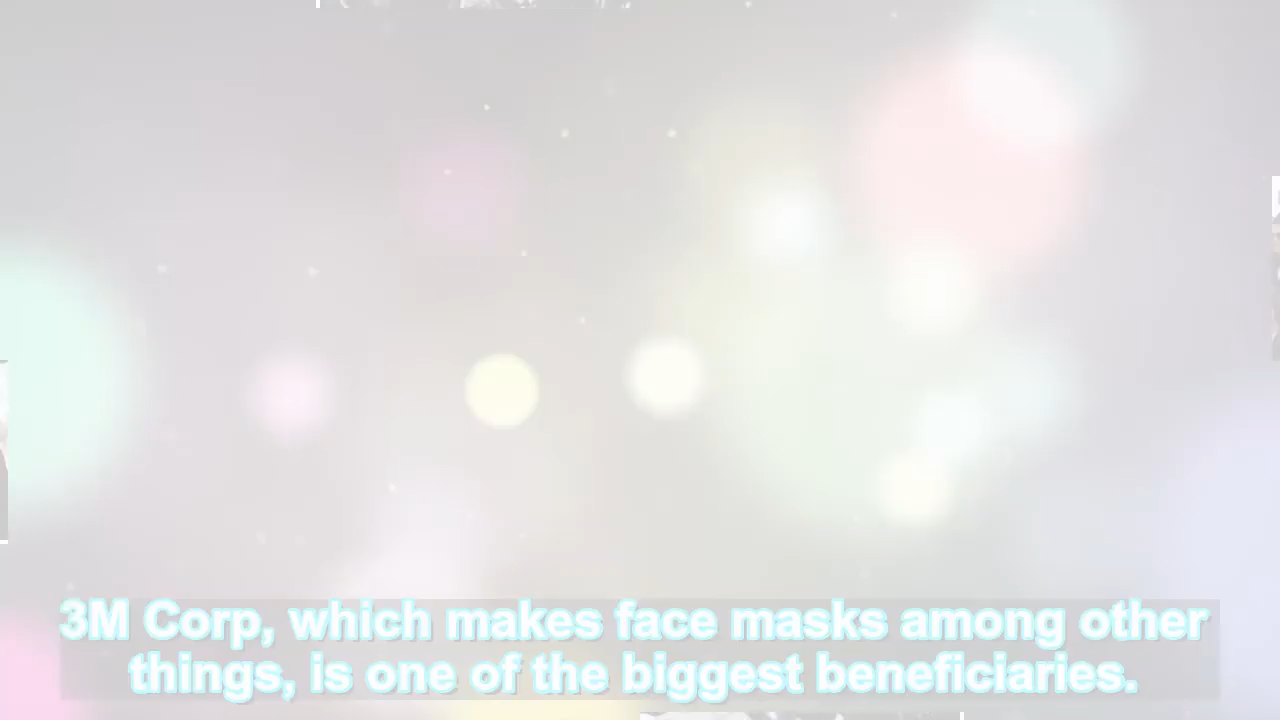 3M Corp, which makes face masks among other
things, is one of the biggest beneficiaries.